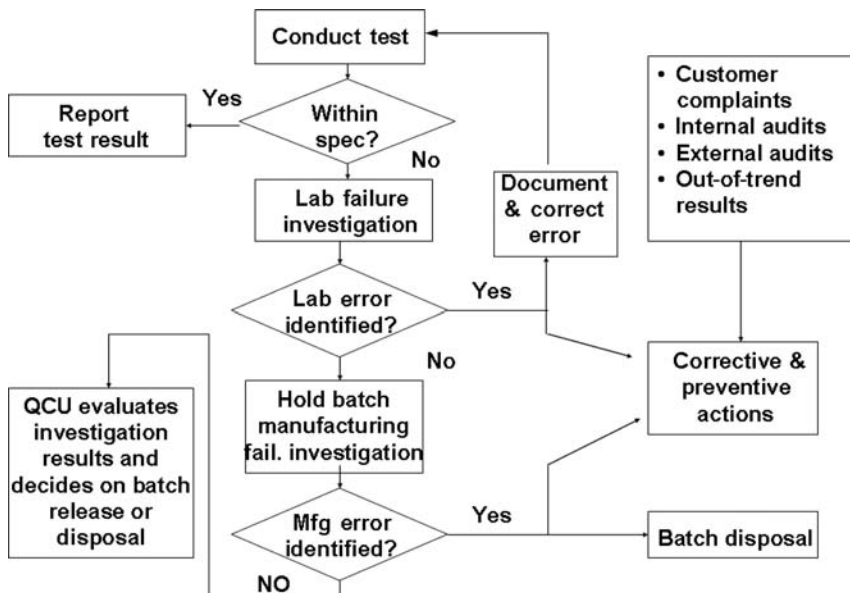 Conduct test
Yes
Report
test result
Within
spec?
No
• Customer
complaints
• Internal audits
• External audits
• Out-of-trend
results
Lab failure
investigation
Document
& correct
error
Lab error
identified?
Yes
No
Corrective &
preventive
actions
QCU evaluates
investigation
results and
decides on batch
release or
disposal
Hold batch
manufacturing
fail. investigation
Mfg error
identified?
Yes
Batch disposal
NO